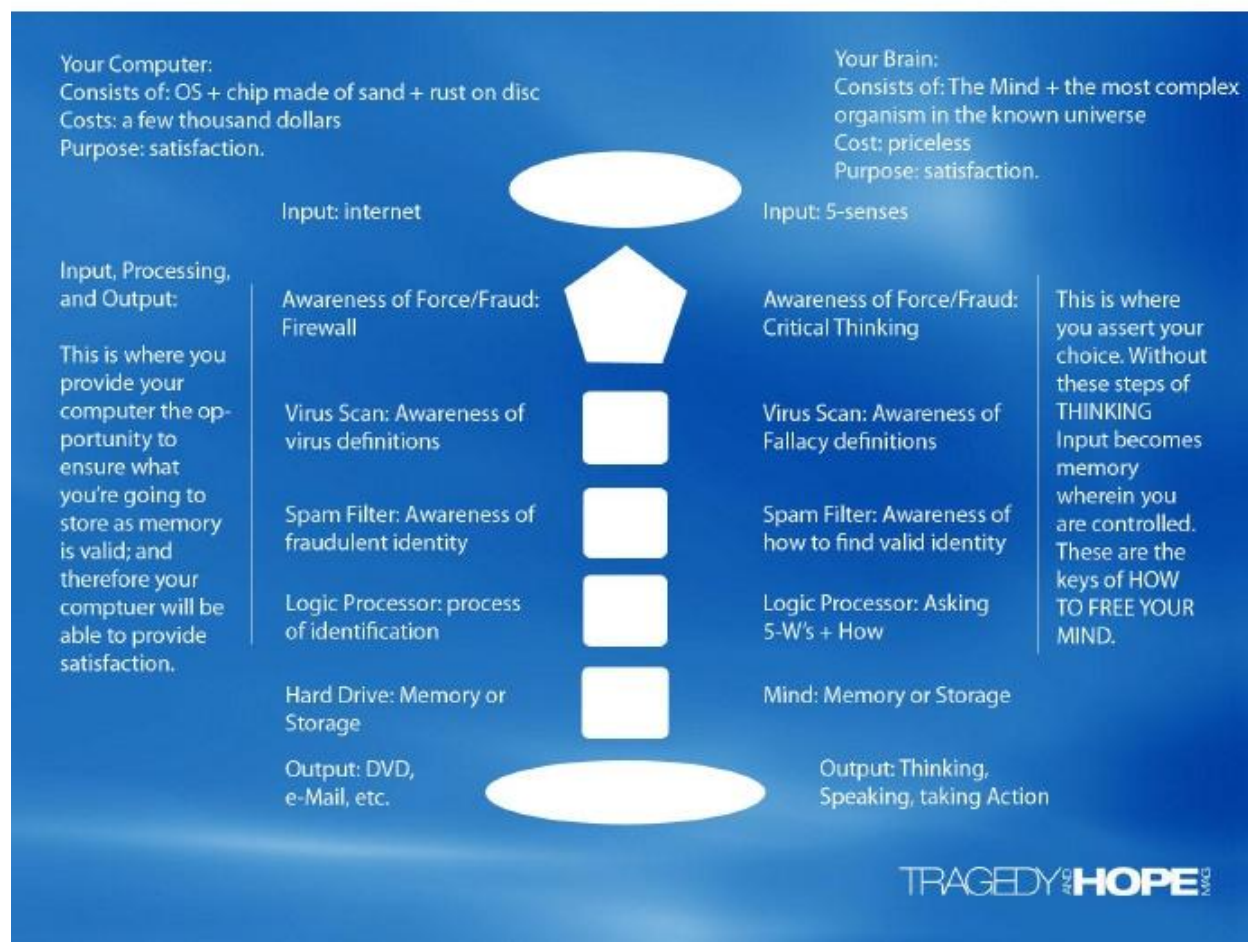 Your Computer:
Consists of: OS + chip made of sand + rust on disc
Costs: a few thousand dollars
Purpose: satisfaction.
Your Brain:
Consists of: The Mind + the most complex
organism in the known universe
Cost: priceless
Purpose: satisfaction.
Input: internet
Input: 5-senses
Input, Processing,
and Output:
This is where you
provide your
computer the op-
portunity to
ensure what
you're going to
store as memory
is valid; and
therefore your
comptuer will be
able to provide
satisfaction.
Awareness of Force/Fraud:
Firewall
Awareness of Force/Fraud:
Critical Thinking
Virus Scan: Awareness of
virus definitions
Virus Scan: Awareness of
Fallacy definitions
Spam Filter: Awareness of
fraudulent identity
Spam Filter: Awareness of
how to find valid identity
Logic Processor: process
of identification
Logic Processor: Asking
5-W's + How
Hard Drive: Memory or
Storage
Mind: Memory or Storage
Output: DVD,
e-Mail, etc.
Output: Thinking,
Speaking, taking Action
This is where
you assert your
choice. Without
these steps of
THINKING
Input becomes
memory
wherein you
are controlled.
These are the
keys of HOW
TO FREE YOUR
MIND.
TRAGEDY AND HOPE MAG